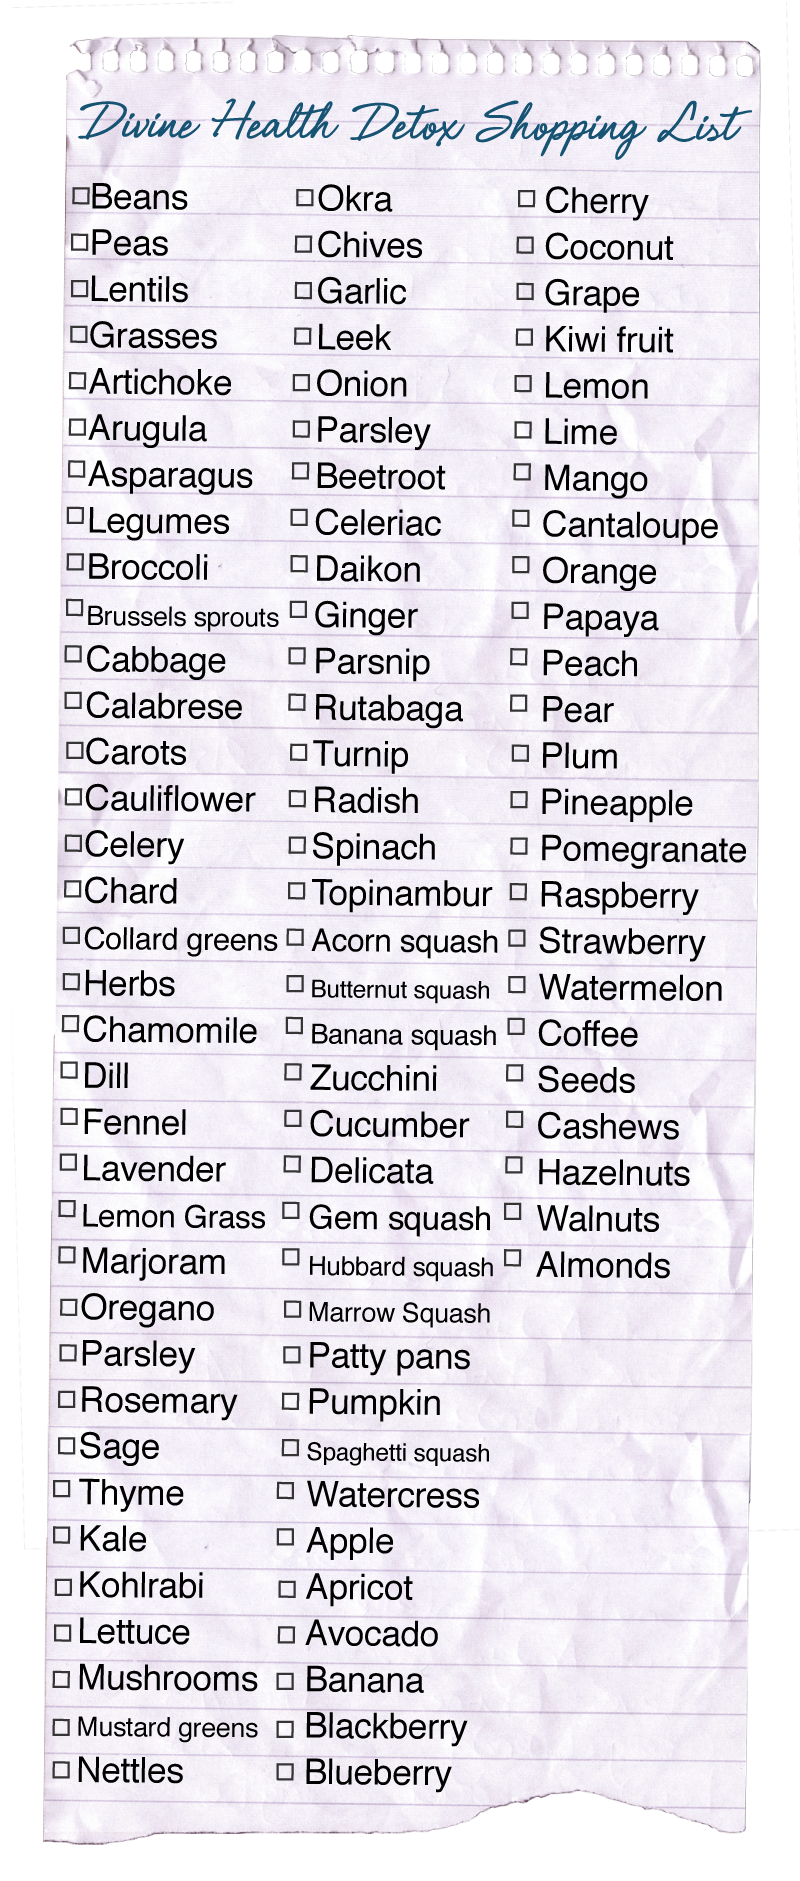 Divine Health Detox Shopping List
Beans
Peas
Lentils
Grasses
Artichoke
Arugula
Asparagus
Legumes
Broccoli
Brussels sprouts
Cabbage
Calabrese
Carots
Cauliflower
Celery
Chard
Collard greens
Herbs
Chamomile
Dill
Fennel
Lavender
Lemon Grass
Marjoram
Oregano
Parsley
Rosemary
Sage
Thyme
Kale
Kohlrabi
Lettuce
Mushrooms
Mustard greens
Nettles
Okra
Chives
Garlic
Leek
Onion
Parsley
Beetroot
Celeriac
Daikon
Ginger
Parsnip
Rutabaga
Turnip
Radish
Spinach
Topinambur
Acorn squash
Butternut squash
Banana squash
Zucchini
Cucumber
Delicata
Gem squash
Hubbard squash
Marrow Squash
Patty pans
Pumpkin
Spaghetti squash
Watercress
Apple
Apricot
Avocado
Banana
Blackberry
Blueberry
Cherry
Coconut
Grape
Kiwi fruit
Lemon
Lime
Mango
Cantaloupe
Orange
Papaya
Peach
Pear
Plum
Pineapple
Pomegranate
Raspberry
Strawberry
Watermelon
Coffee
Seeds
Cashews
Hazelnuts
Walnuts
Almonds